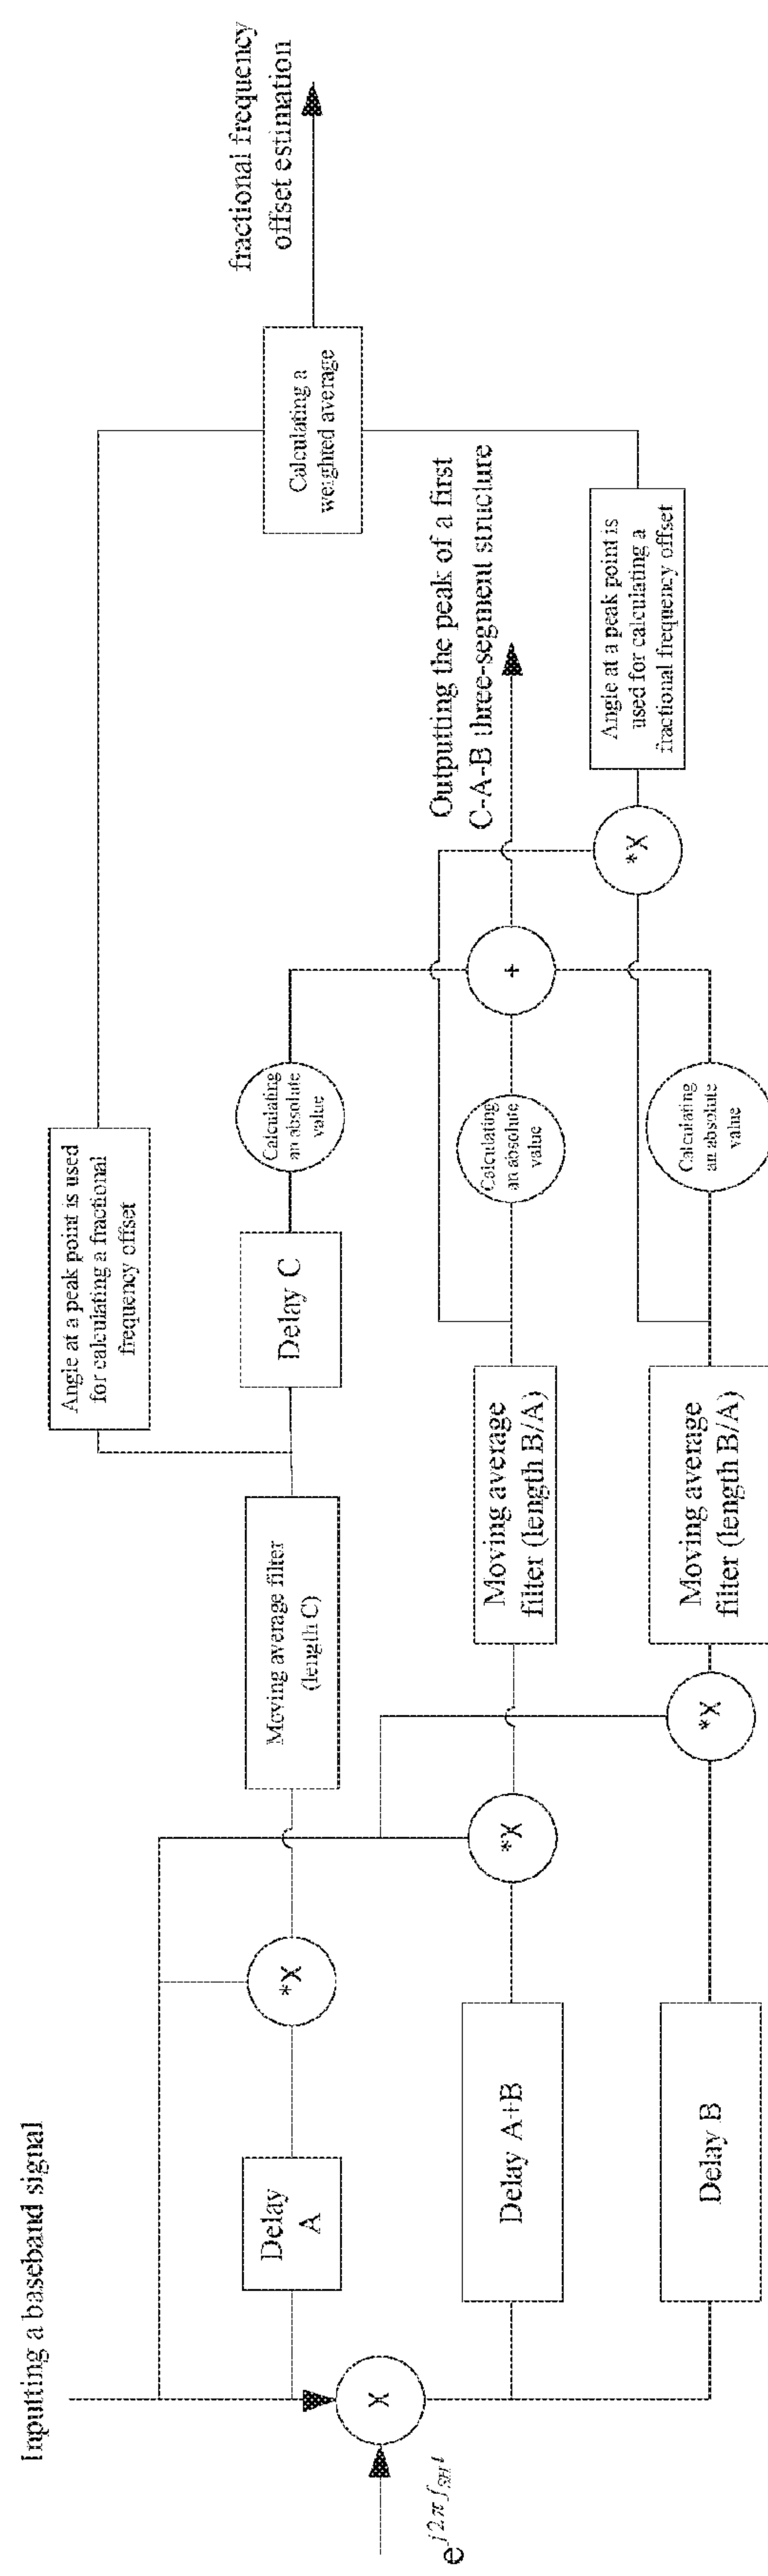 Inputting a baseband signal
e^{j2πf_{SH}t}
X
Delay
A
Delay A+B
Delay B
*X
*X
*X
Moving average filter
(length C)
Moving average
filter (length B/A)
Moving average
filter (length B/A)
Angle at a peak point is used
for calculating a fractional
frequency offset
Delay C
Calculating
an absolute
value
Calculating
an absolute
value
Calculating
an absolute
value
+
*X
Outputting the peak of a first
C-A-B three-segment structure
Angle at a peak point is
used for calculating a
fractional frequency offset
Calculating a
weighted average
fractional frequency
offset estimation